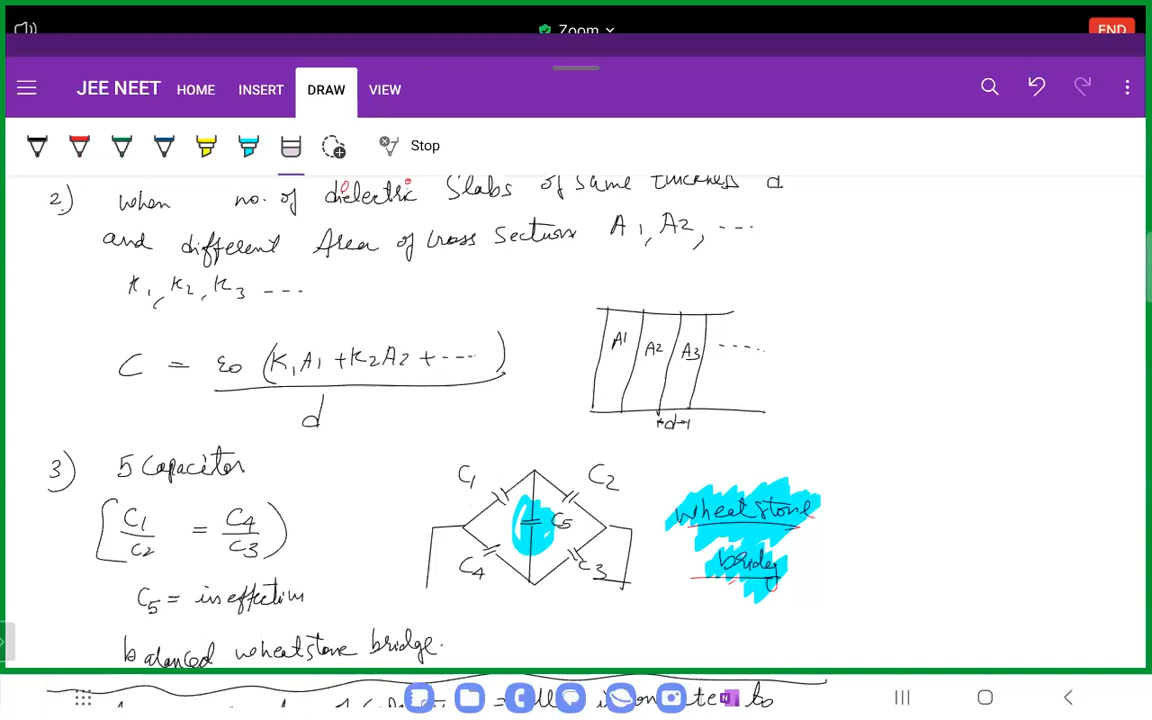 Zoom
END
JEE NEET HOME INSERT DRAW VIEW
Stop
2.) when no. of dielectric Slabs of same thickness d
and different Area of Cross Section A1, A2, ---
K1, K2, K3 ----
C = ε0 (K1A1 + K2A2 + ----)
d
A1 A2 A3 -----
d
3) 5 Capacitor
C1 C2
C1/C2 = C4/C3
C5
C4 C3
wheatstone
bridg
C5 =
balanced wheatstone bridge.
to